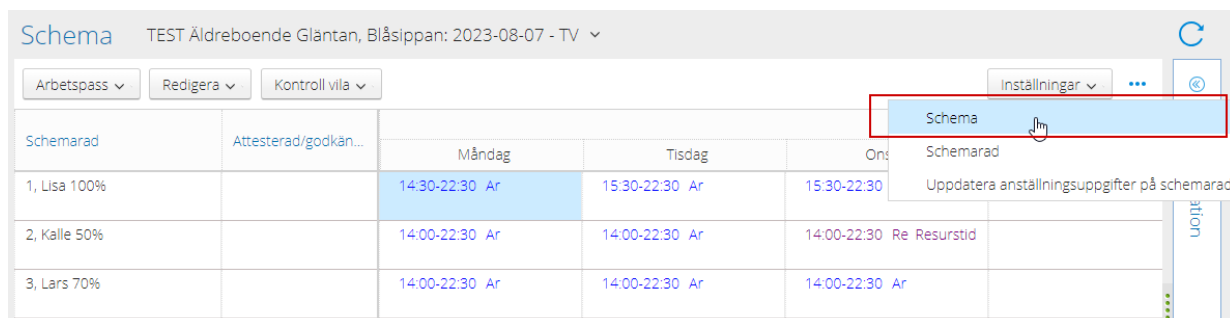 Schema TEST Äldreboende Gläntan, Blåsippan: 2023-08-07 - TV
Arbetspass Redigera Kontroll vila Inställningar
Schema
Schemarad
Uppdatera anställningsuppgifter på schemarad
Schemarad Attesterad/godkän...
Måndag Tisdag Ons
1, Lisa 100% 14:30-22:30 Ar 15:30-22:30 Ar 15:30-22:30
2, Kalle 50% 14:00-22:30 Ar 14:00-22:30 Ar 14:00-22:30 Re Resurstid
3, Lars 70% 14:00-22:30 Ar 14:00-22:30 Ar 14:00-22:30 Ar
ation